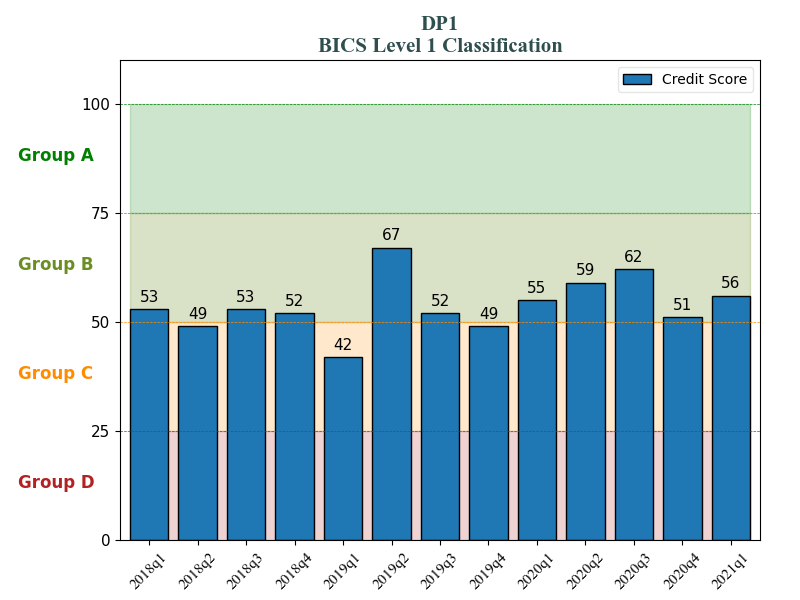 DP1
BICS Level 1 Classification
Credit Score
100
Group A
75
Group B
50
Group C
25
Group D
0
53
49
53
52
42
67
52
49
55
59
62
51
56
2018q1
2018q2
2018q3
2018q4
2019q1
2019q2
2019q3
2019q4
2020q1
2020q2
2020q3
2020q4
2021q1